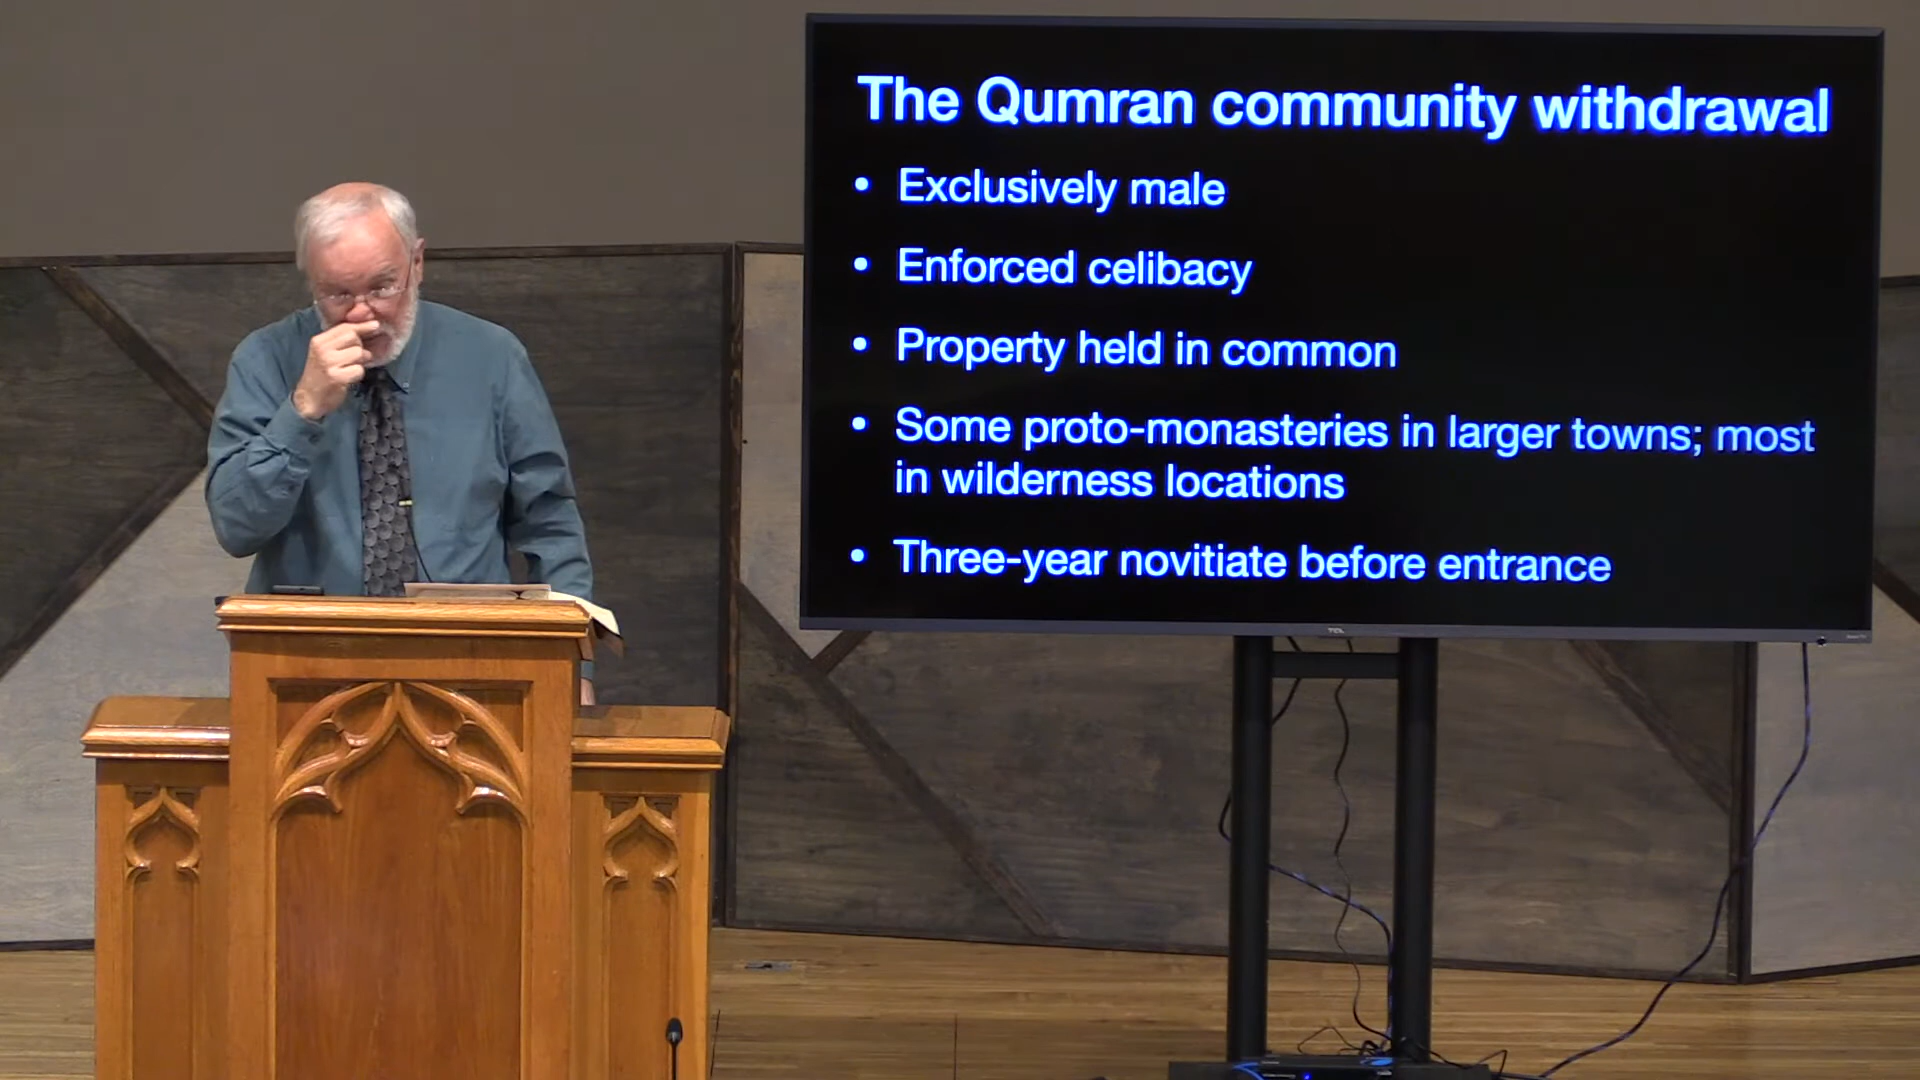 The Qumran community withdrawal
• Exclusively male
• Enforced celibacy
• Property held in common
• Some proto-monasteries in larger towns; most
in wilderness locations
• Three-year novitiate before entrance
TCL